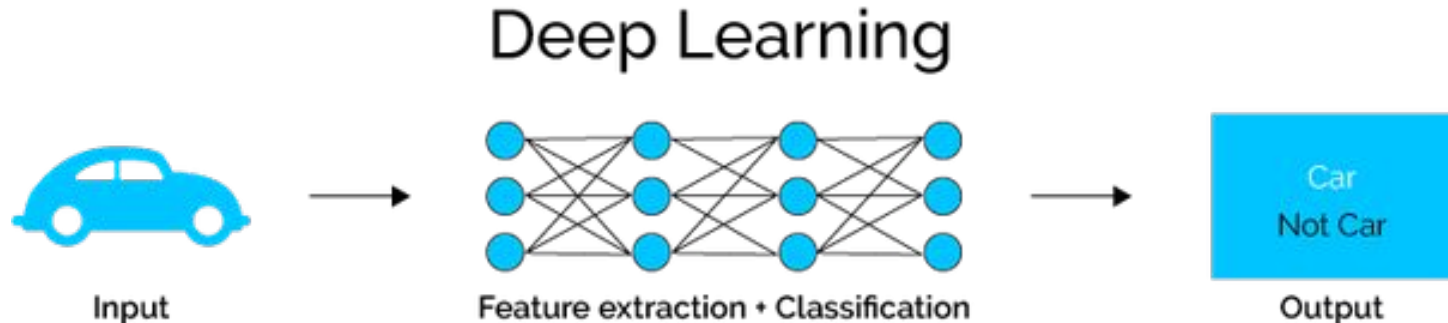 Deep Learning
Car
Not Car
Input
Feature extraction + Classification
Output